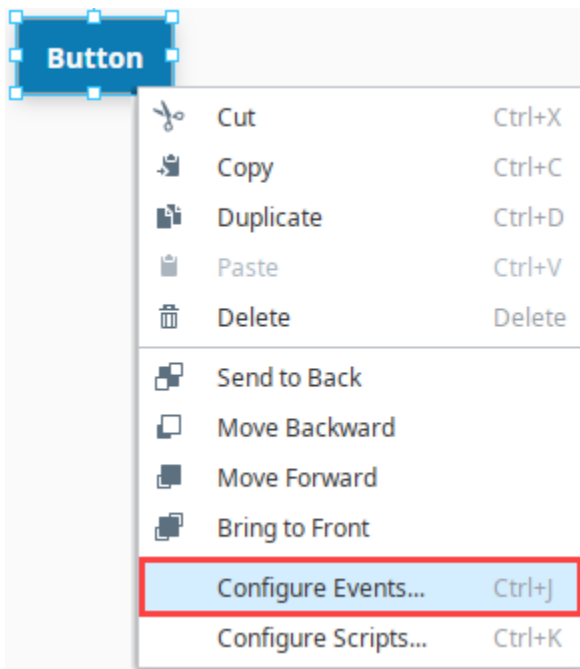 Button
Cut Ctrl+X
Copy Ctrl+C
Duplicate Ctrl+D
Paste Ctrl+V
Delete Delete
Send to Back
Move Backward
Move Forward
Bring to Front
Configure Events... Ctrl+J
Configure Scripts... Ctrl+K